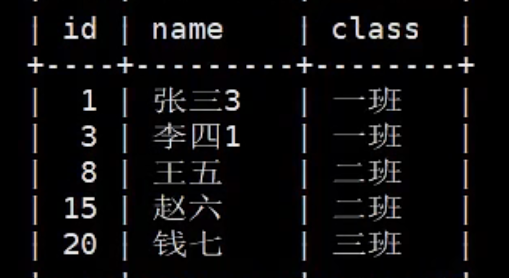 | id | name | class |
+----+---------+--------+
| 1 | 张三3 | 一班 |
| 3 | 李四1 | 一班 |
| 8 | 王五 | 二班 |
| 15 | 赵六 | 二班 |
| 20 | 钱七 | 三班 |